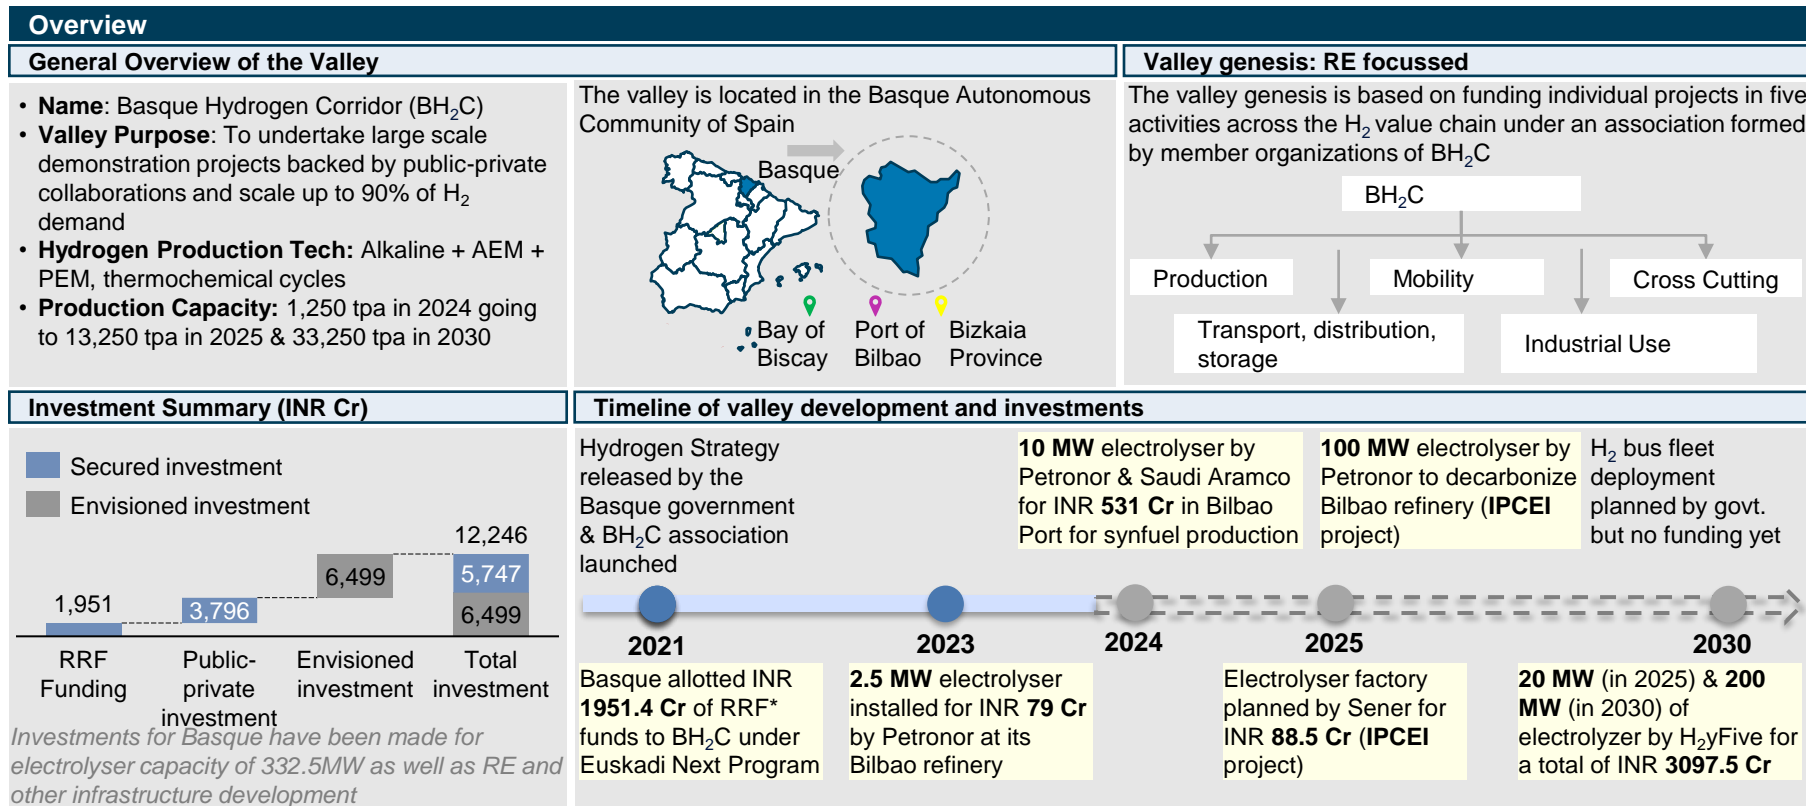 Overview
General Overview of the Valley
• Name: Basque Hydrogen Corridor (BH₂C)
• Valley Purpose: To undertake large scale
demonstration projects backed by public-private
collaborations and scale up to 90% of H₂
demand
• Hydrogen Production Tech: Alkaline + AEM +
PEM, thermochemical cycles
• Production Capacity: 1,250 tpa in 2024 going
to 13,250 tpa in 2025 & 33,250 tpa in 2030
The valley is located in the Basque Autonomous
Community of Spain
Basque
Bay of
Biscay
Port of
Bilbao
Bizkaia
Province
Valley genesis: RE focussed
The valley genesis is based on funding individual projects in five
activities across the H₂ value chain under an association formed
by member organizations of BH₂C
BH₂C
Production
Mobility
Cross Cutting
Transport, distribution,
storage
Industrial Use
Investment Summary (INR Cr)
Secured investment
Envisioned investment
12,246
5,747
6,499
6,499
3,796
1,951
RRF
Funding
Public-
private
investment
Envisioned
investment
Total
investment
Investments for Basque have been made for
electrolyser capacity of 332.5MW as well as RE and
other infrastructure development
Timeline of valley development and investments
Hydrogen Strategy
released by the
Basque government
& BH₂C association
launched
10 MW electrolyser by
Petronor & Saudi Aramco
for INR 531 Cr in Bilbao
Port for synfuel production
100 MW electrolyser by
Petronor to decarbonize
Bilbao refinery (IPCEI
project)
H₂ bus fleet
deployment
planned by govt.
but no funding yet
2021
2023
2024
2025
2030
Basque allotted INR
1951.4 Cr of RRF*
funds to BH₂C under
Euskadi Next Program
2.5 MW electrolyser
installed for INR 79 Cr
by Petronor at its
Bilbao refinery
Electrolyser factory
planned by Sener for
INR 88.5 Cr (IPCEI
project)
20 MW (in 2025) & 200
MW (in 2030) of
electrolyzer by H₂yFive for
a total of INR 3097.5 Cr